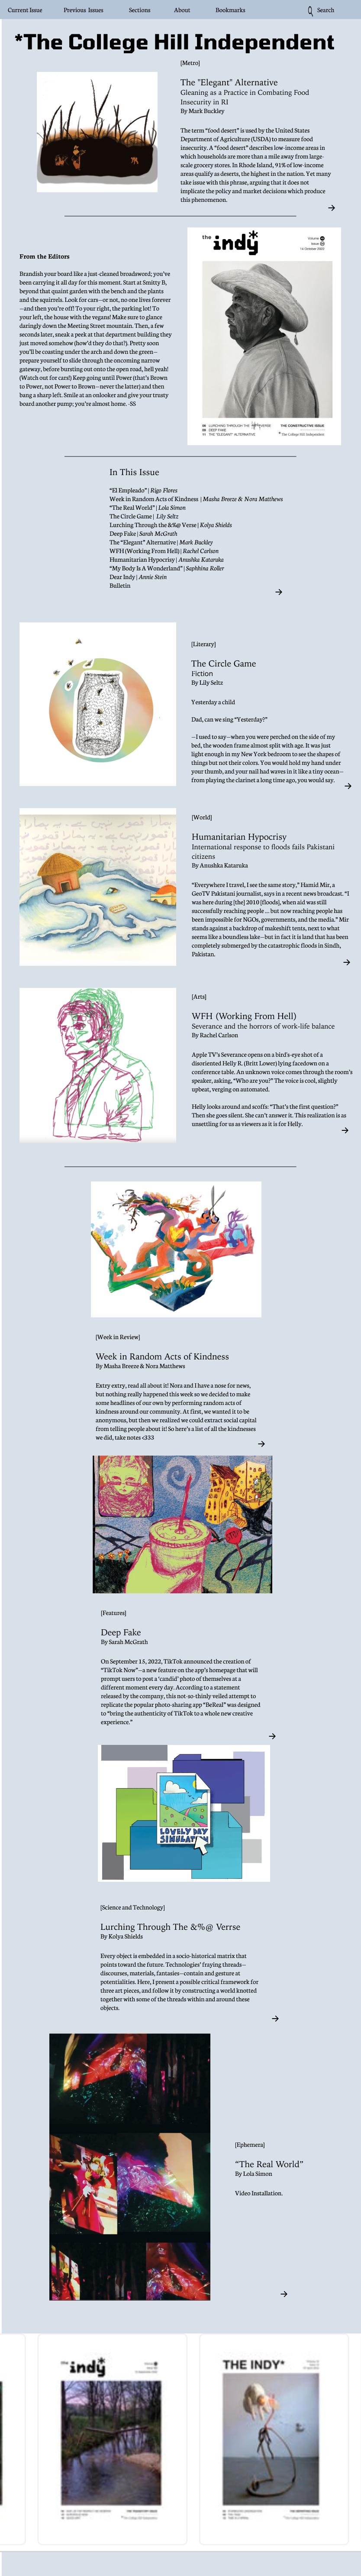 Current Issue
Previous Issues
Sections
About
Bookmarks
Search
*The College Hill Independent
[Metro]
The "Elegant" Alternative
Gleaning as a Practice in Combating Food
Insecurity in RI
By Mark Buckley
The term “food desert” is used by the United States
Department of Agriculture (USDA) to measure food
insecurity. A “food desert” describes low-income areas in
which households are more than a mile away from large-
scale grocery stores. In Rhode Island, 91% of low-income
areas qualify as deserts, the highest in the nation. Yet many
take issue with this phrase, arguing that it does not
implicate the policy and market decisions which produce
this phenomenon.
From the Editors
Brandish your board like a just-cleaned broadsword; you’ve
been carrying it all day for this moment. Start at Smitty B,
beyond that quaint garden with the bench and the plants
and the squirrels. Look for cars—or not, no one lives forever
—and then you’re off! To your right, the parking lot! To
your left, the house with the vegans! Make sure to glance
daringly down the Meeting Street mountain. Then, a few
seconds later, sneak a peek at that department building they
just moved somehow (how’d they do that?). Pretty soon
you’ll be coasting under the arch and down the green—
prepare yourself to slide through the oncoming narrow
gateway, before bursting out onto the open road, hell yeah!
(Watch out for cars!) Keep going until Power (that’s Brown
to Power, not Power to Brown—we’re not there yet) and then
bang a sharp left. Smile at an onlooker and give your trusty
board another pump; you’re almost home. -SS
the indy*
14 October 2022
LURCHING THROUGH THE
DEEP FAKE
THE "ELEGANT" ALTERNATIVE
THE CONSTRUCTIVE ISSUE
* The College Hill Independent
In This Issue
“El Empleado” | Rigo Flores
Week in Random Acts of Kindness | Masha Breeze & Nora Matthews
“The Real World” | Lola Simon
The Circle Game | Lily Seltz
Lurching Through the &%@ Verse | Kolya Shields
Deep Fake | Sarah McGrath
The “Elegant” Alternative | Mark Buckley
WFH (Working From Hell) | Rachel Carlson
Humanitarian Hypocrisy | Anushka Kataruka
“My Body Is A Wonderland” | Saphhina Roller
Dear Indy | Annie Stein
Bulletin
[Literary]
The Circle Game
Fiction
By Lily Seltz
Yesterday a child
Dad, can we sing “Yesterday?”
—I used to say—when you were perched on the side of my
bed, the wooden frame almost split with age. It was just
light enough in my New York bedroom to see the shapes of
things but not their colors. You would hold my hand under
your thumb, and your nail had waves in it like a tiny ocean—
from playing the clarinet a long time ago, you would say.
[World]
Humanitarian Hypocrisy
International response to floods fails Pakistani
citizens
By Anushka Kataruka
“Everywhere I travel, I see the same story,” Hamid Mir, a
GeoTV Pakistani journalist, says in a recent news broadcast. “I
was here during [the] 2010 [floods], when aid was still
successfully reaching people ... but now reaching people has
been impossible for NGOs, governments, and the media.” Mir
stands against a backdrop of makeshift tents, next to what
seems like a boundless lake—but in fact it is land that has been
completely submerged by the catastrophic floods in Sindh,
Pakistan.
[Arts]
WFH (Working From Hell)
Severance and the horrors of work-life balance
By Rachel Carlson
Apple TV’s Severance opens on a bird’s-eye shot of a
disoriented Helly R. (Britt Lower) lying facedown on a
conference table. An unknown voice comes through the room’s
speaker, asking, “Who are you?” The voice is cool, slightly
upbeat, verging on automated.
Helly looks around and scoffs: “That’s the first question?”
Then she realizes: She can’t answer it. This realization is as
unsettling for us as viewers as it is for Helly.
[Week in Review]
Week in Random Acts of Kindness
By Masha Breeze & Nora Matthews
Extry extry, read all about it! Nora and I have a nose for news,
but nothing really happened this week so we decided to make
some headlines of our own by performing random acts of
kindness around our community. At first, we wanted it to be
anonymous, but then we realized we could extract social capital
from telling people about it! So here’s a list of all the kindnesses
we did, take notes <333
[Features]
Deep Fake
By Sarah McGrath
On September 15, 2022, TikTok announced the creation of
“TikTok Now”—a new feature on the app’s homepage that will
prompt users to post a ‘candid’ photo of themselves at a
different moment every day. According to a statement
released by the company, this not-so-thinly veiled attempt to
replicate the popular photo-sharing app “BeReal” was designed
to “bring the authenticity of TikTok to a whole new creative
experience.”
LOVELY DAY
SIMULATOR
[Science and Technology]
Lurching Through The &%@ Verrse
By Kolya Shields
Every object is embedded in a socio-historical matrix that
points toward the future. Technologies’ fraying threads—
discourses, materials, fantasies—contain and gesture at
potentialities. Here, I present a possible critical framework for
three art pieces, and follow it by constructing a world knotted
together with some of the threads within and around these
objects.
[Ephemera]
“The Real World”
By Lola Simon
Video Installation.
the indy*
THE INDY*